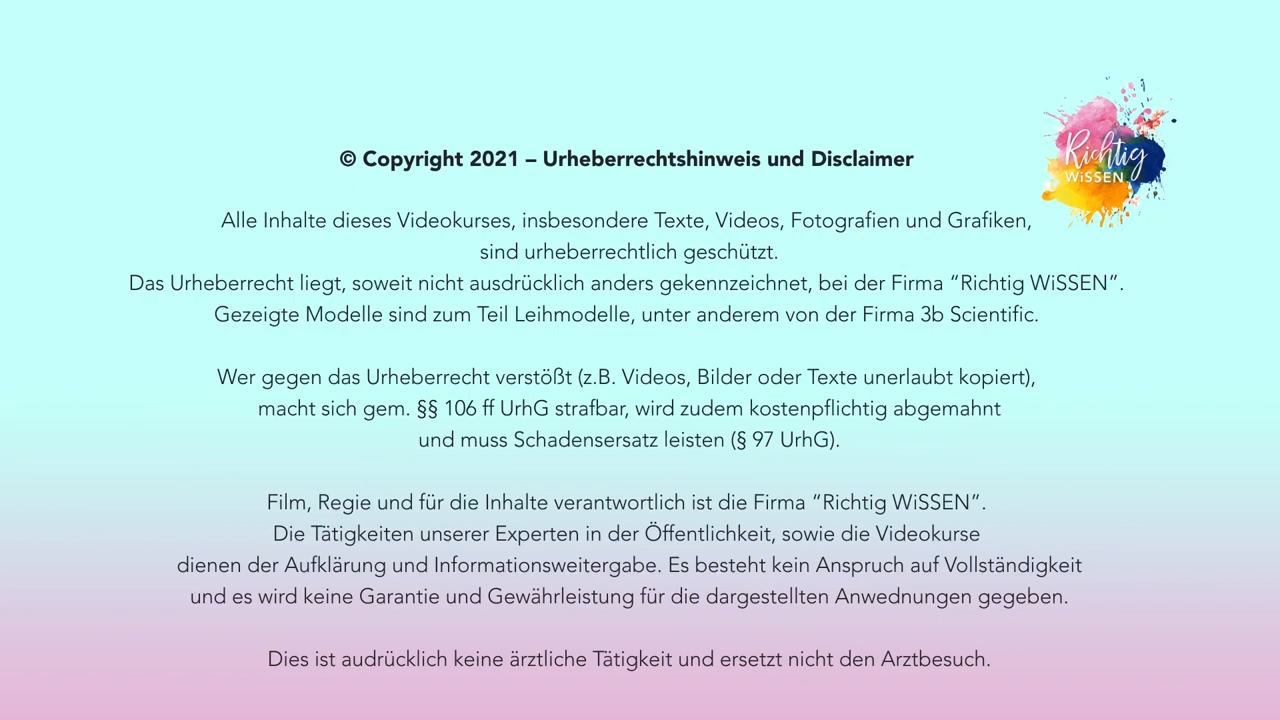 © Copyright 2021 – Urheberrechtshinweis und Disclaimer
Richtig
WiSSEN
Alle Inhalte dieses Videokurses, insbesondere Texte, Videos, Fotografien und Grafiken,
sind urheberrechtlich geschützt.
Das Urheberrecht liegt, soweit nicht ausdrücklich anders gekennzeichnet, bei der Firma “Richtig WiSSEN”.
Gezeigte Modelle sind zum Teil Leihmodelle, unter anderem von der Firma 3b Scientific.
Wer gegen das Urheberrecht verstößt (z.B. Videos, Bilder oder Texte unerlaubt kopiert),
macht sich gem. §§ 106 ff UrhG strafbar, wird zudem kostenpflichtig abgemahnt
und muss Schadensersatz leisten (§ 97 UrhG).
Film, Regie und für die Inhalte verantwortlich ist die Firma “Richtig WiSSEN”.
Die Tätigkeiten unserer Experten in der Öffentlichkeit, sowie die Videokurse
dienen der Aufklärung und Informationsweitergabe. Es besteht kein Anspruch auf Vollständigkeit
und es wird keine Garantie und Gewährleistung für die dargestellten Anwednungen gegeben.
Dies ist audrücklich keine ärztliche Tätigkeit und ersetzt nicht den Arztbesuch.